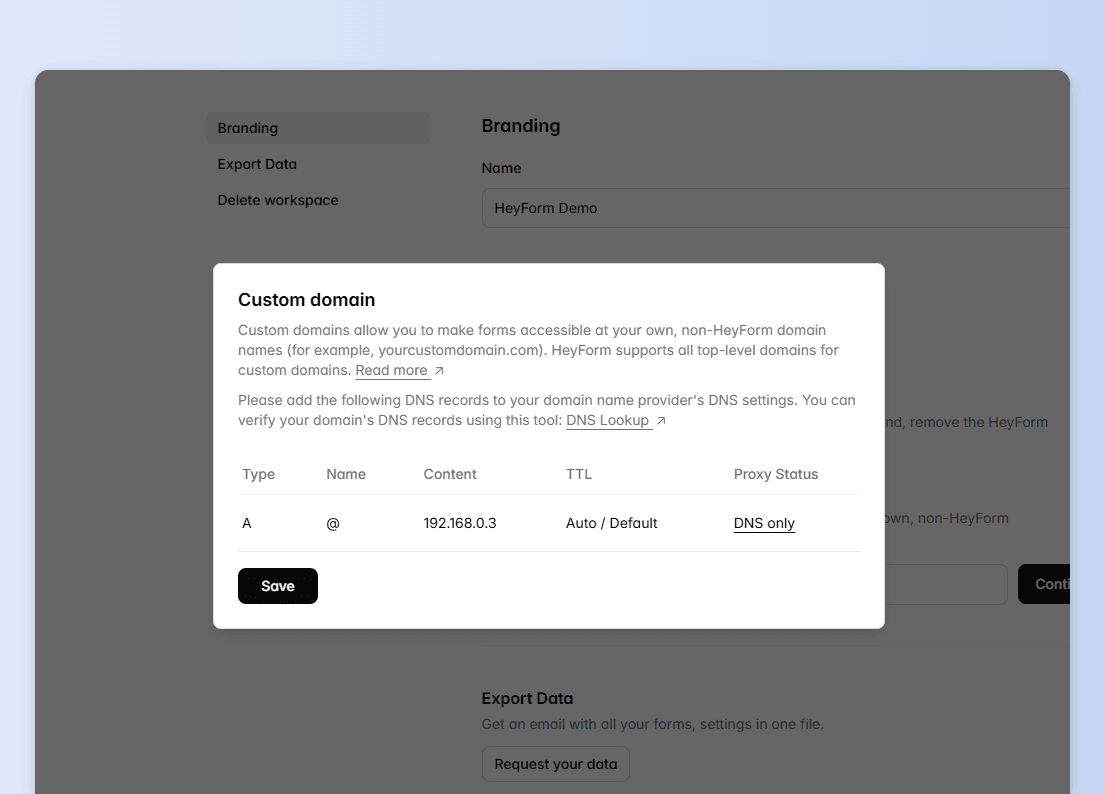 Branding
Export Data
Delete workspace
Branding
Name
HeyForm Demo
Custom domain
Custom domains allow you to make forms accessible at your own, non-HeyForm domain
names (for example, yourcustomdomain.com). HeyForm supports all top-level domains for
custom domains. Read more ↗
Please add the following DNS records to your domain name provider's DNS settings. You can
verify your domain's DNS records using this tool: DNS Lookup ↗
Type Name Content TTL Proxy Status
A @ 192.168.0.3 Auto / Default DNS only
Save
nd, remove the HeyForm
own, non-HeyForm
Conti
Export Data
Get an email with all your forms, settings in one file.
Request your data